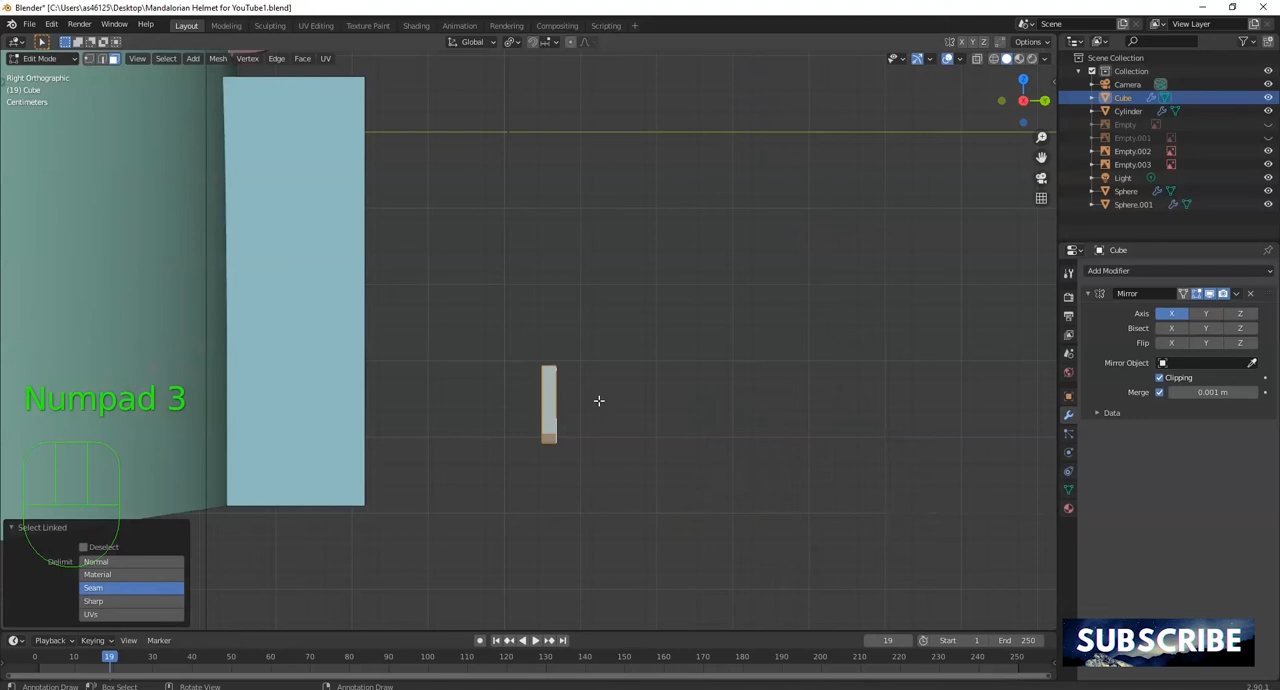 Blender* [C:\Users\as46125\Desktop\Mandalorian Helmet for YouTube1.blend]
File Edit Render Window Help Layout Modeling Sculpting UV Editing Texture Paint Shading Animation Rendering Compositing Scripting Scene View Layer
Global Options
Edit Mode View Select Add Mesh Vertex Edge Face UV
Right Orthographic
(19) Cube
Centimeters
Scene Collection
Collection
Camera
Cube
Cylinder
Empty
Empty.001
Empty.002
Empty.003
Light
Sphere
Sphere.001
Cube
Add Modifier
Mirror
Axis X Y Z
Bisect X Y Z
Flip X Y Z
Mirror Object
Clipping
Merge 0.001 m
Data
Numpad 3
Select Linked
Deselect
Delimit Normal
Material
Seam
Sharp
UVs
SUBSCRIBE
Playback Keying View Marker 19 Start 1 End 250
0 10 19 30 40 50 60 70 80 90 100 110 120 130 140 150 160 170 180 190 200 210 220 230 240 250
Annotation Draw Box Select Rotate View Annotation Draw 2.90.1